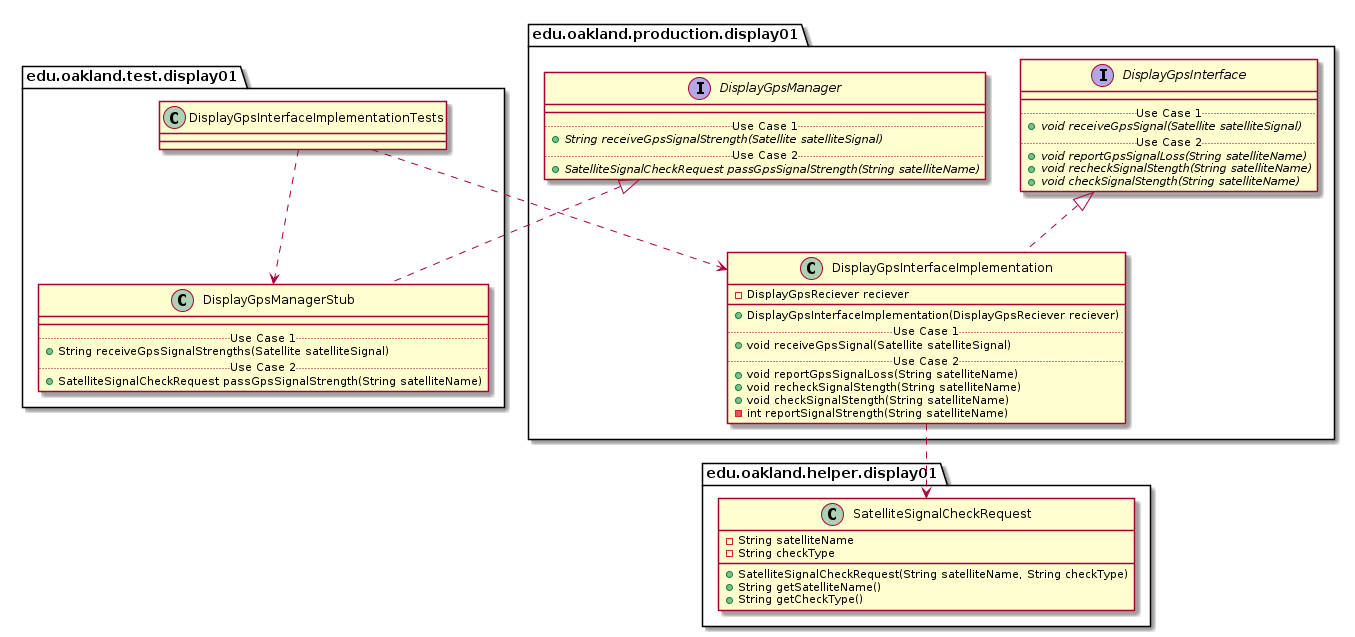 edu.oakland.test.display01
C DisplayGpsInterfaceImplementationTests
C DisplayGpsManagerStub
Use Case 1
String receiveGpsSignalStrengths(Satellite satelliteSignal)
Use Case 2
SatelliteSignalCheckRequest passGpsSignalStrength(String satelliteName)
edu.oakland.production.display01
I DisplayGpsManager
Use Case 1
String receiveGpsSignalStrength(Satellite satelliteSignal)
Use Case 2
SatelliteSignalCheckRequest passGpsSignalStrength(String satelliteName)
I DisplayGpsInterface
Use Case 1
void receiveGpsSignal(Satellite satelliteSignal)
Use Case 2
void reportGpsSignalLoss(String satelliteName)
void recheckSignalStength(String satelliteName)
void checkSignalStength(String satelliteName)
C DisplayGpsInterfaceImplementation
DisplayGpsReciever reciever
DisplayGpsInterfaceImplementation(DisplayGpsReciever reciever)
Use Case 1
void receiveGpsSignal(Satellite satelliteSignal)
Use Case 2
void reportGpsSignalLoss(String satelliteName)
void recheckSignalStength(String satelliteName)
void checkSignalStength(String satelliteName)
int reportSignalStrength(String satelliteName)
edu.oakland.helper.display01
C SatelliteSignalCheckRequest
String satelliteName
String checkType
SatelliteSignalCheckRequest(String satelliteName, String checkType)
String getSatelliteName()
String getCheckType()